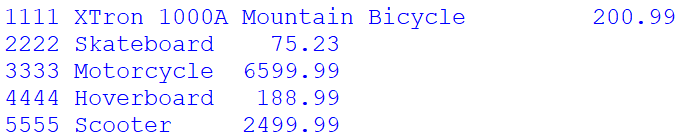 1111 XTron 1000A Mountain Bicycle         200.99
2222 Skateboard    75.23
3333 Motorcycle  6599.99
4444 Hoverboard   188.99
5555 Scooter     2499.99